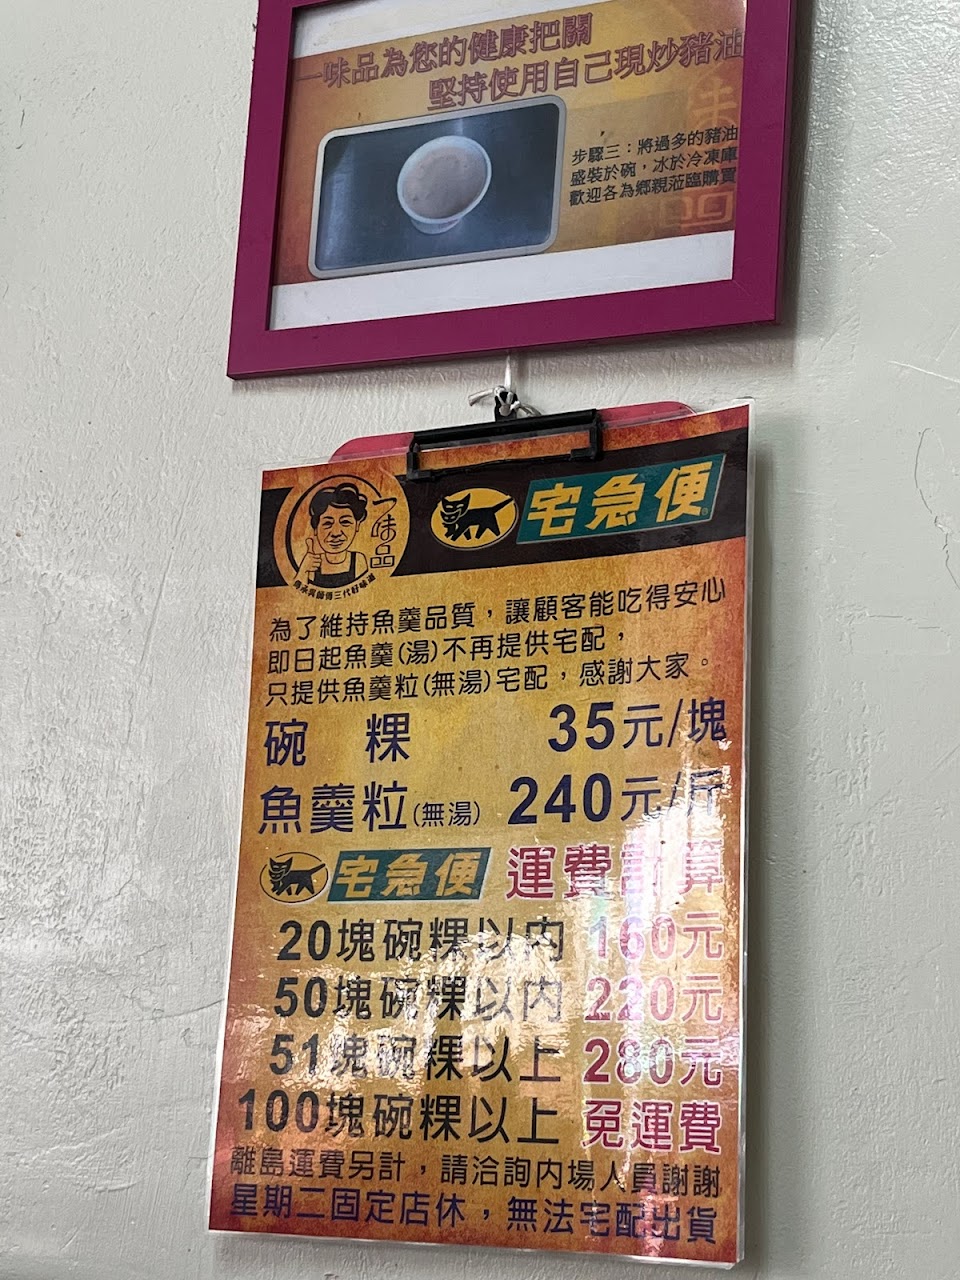 一味品為您的健康把關
堅持使用自己現炒豬油
步驟三：將過多的豬油
盛裝於碗，冰於冷凍庫
歡迎各為鄉親蒞臨購買
一味品
宅急便
為了維持魚羹品質，讓顧客能吃得安心
即日起魚羹(湯)不再提供宅配，
只提供魚羹粒(無湯)宅配，感謝大家。
碗 粿 35元/塊
魚羹粒(無湯) 240元/斤
宅急便 運費計算
20塊碗粿以內 160元
50塊碗粿以內 220元
51塊碗粿以上 280元
100塊碗粿以上 免運費
離島運費另計，請洽詢內場人員謝謝
星期二固定店休，無法宅配出貨